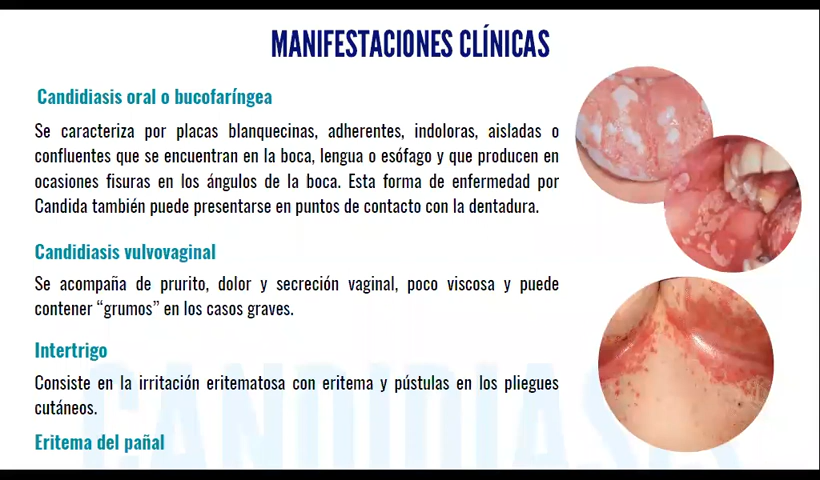 MANIFESTACIONES CLÍNICAS
Candidiasis oral o bucofaríngea
Se caracteriza por placas blanquecinas, adherentes, indoloras, aisladas o
confluentes que se encuentran en la boca, lengua o esófago y que producen en
ocasiones fisuras en los ángulos de la boca. Esta forma de enfermedad por
Candida también puede presentarse en puntos de contacto con la dentadura.
Candidiasis vulvovaginal
Se acompaña de prurito, dolor y secreción vaginal, poco viscosa y puede
contener “grumos” en los casos graves.
Intertrigo
Consiste en la irritación eritematosa con eritema y pústulas en los pliegues
cutáneos.
Eritema del pañal
CANDIDIASIS